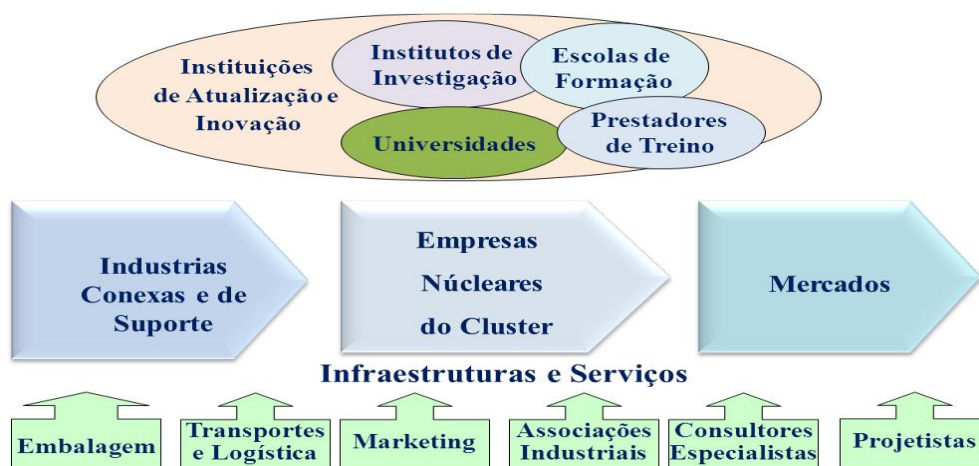 Instituições
de Atualização e
Inovação
Institutos de
Investigação
Escolas de
Formação
Universidades
Prestadores
de Treino
Industrias
Conexas e de
Suporte
Empresas
Núcleares
do Cluster
Mercados
Infraestruturas e Serviços
Embalagem
Transportes
e Logística
Marketing
Associações
Industriais
Consultores
Especialistas
Projetistas